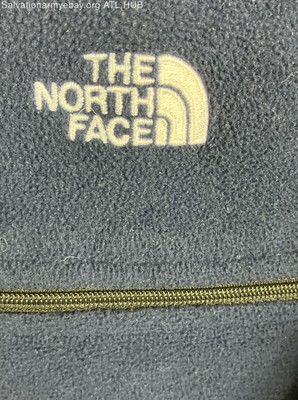 Salvationarmyebay.org ATL HUB
THE
NORTH
FACE